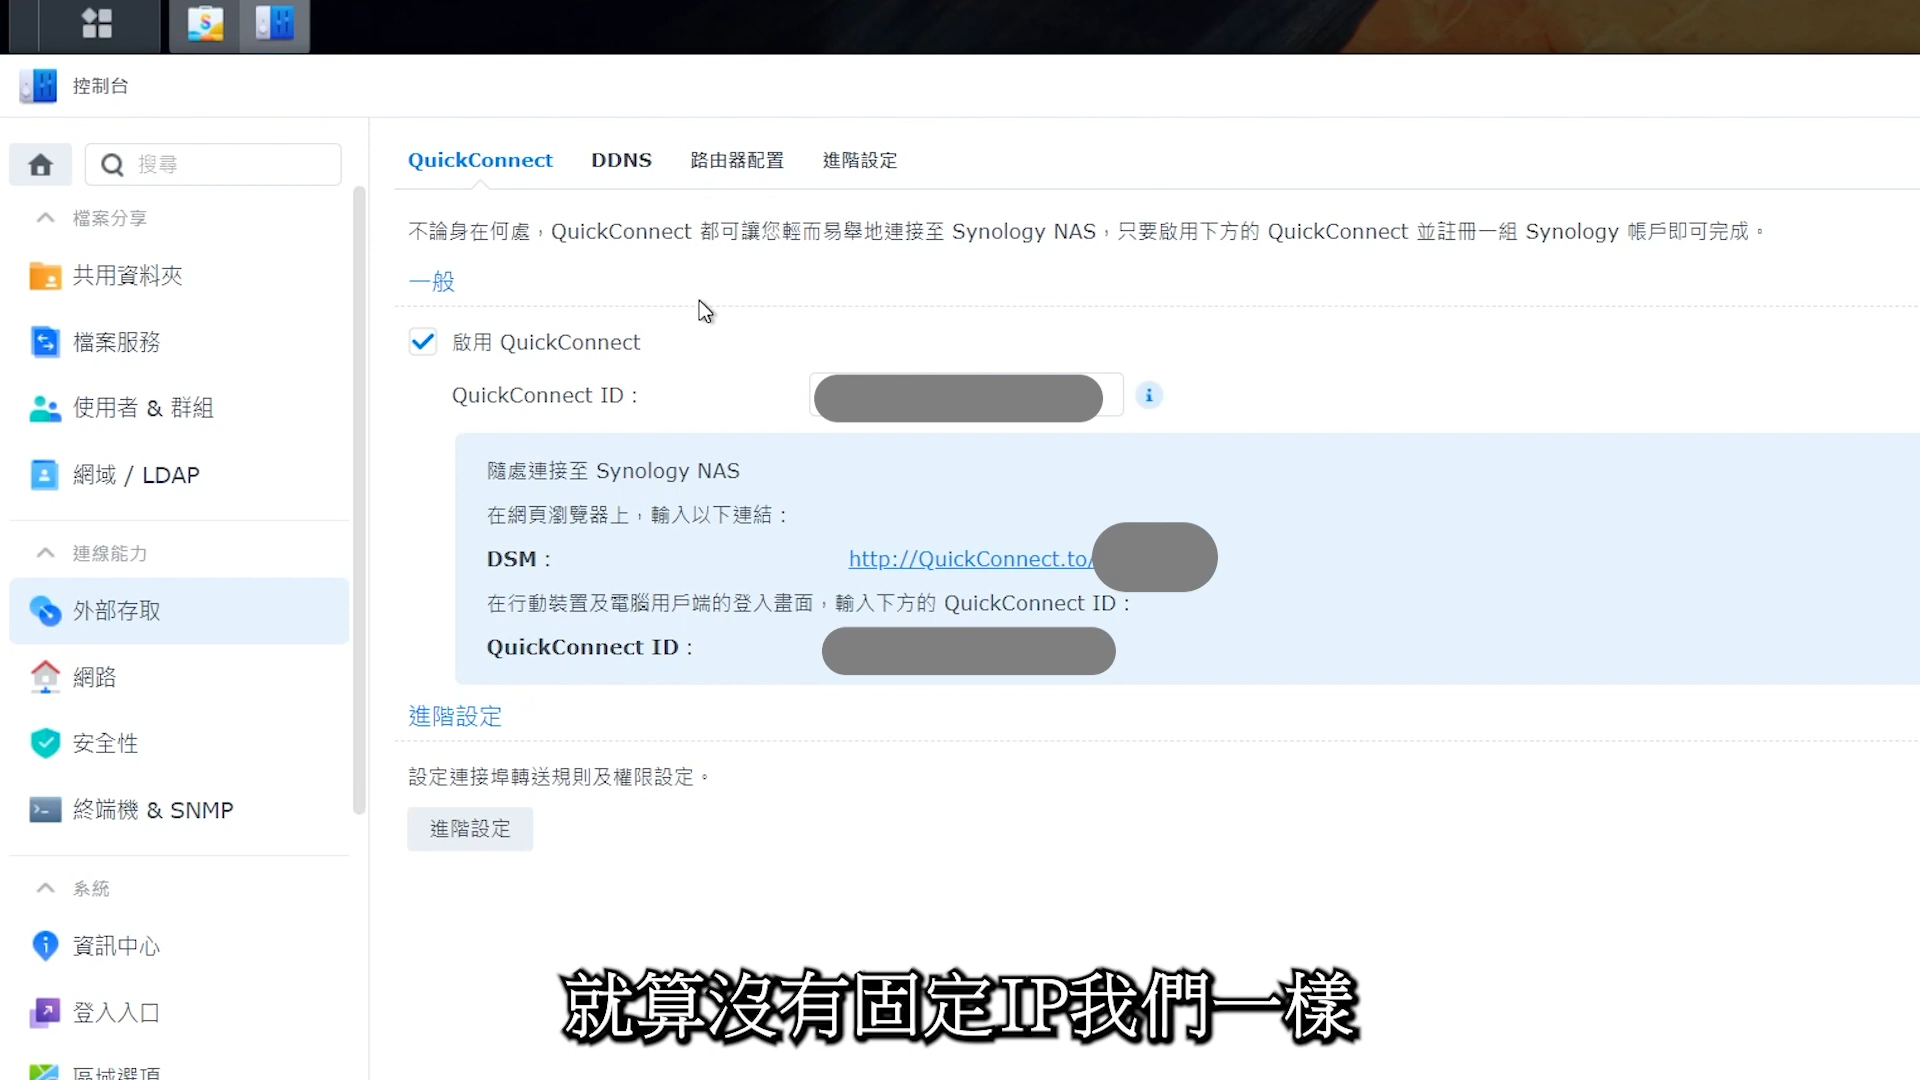 控制台
搜尋
檔案分享
共用資料夾
檔案服務
使用者 & 群組
網域 / LDAP
連線能力
外部存取
網路
安全性
終端機 & SNMP
系統
資訊中心
登入入口
區域選項
QuickConnect DDNS 路由器配置 進階設定
不論身在何處，QuickConnect 都可讓您輕而易舉地連接至 Synology NAS，只要啟用下方的 QuickConnect 並註冊一組 Synology 帳戶即可完成。
一般
啟用 QuickConnect
QuickConnect ID：
隨處連接至 Synology NAS
在網頁瀏覽器上，輸入以下連結：
DSM： http://QuickConnect.to/
在行動裝置及電腦用戶端的登入畫面，輸入下方的 QuickConnect ID：
QuickConnect ID：
進階設定
設定連接埠轉送規則及權限設定。
進階設定
就算沒有固定IP我們一樣